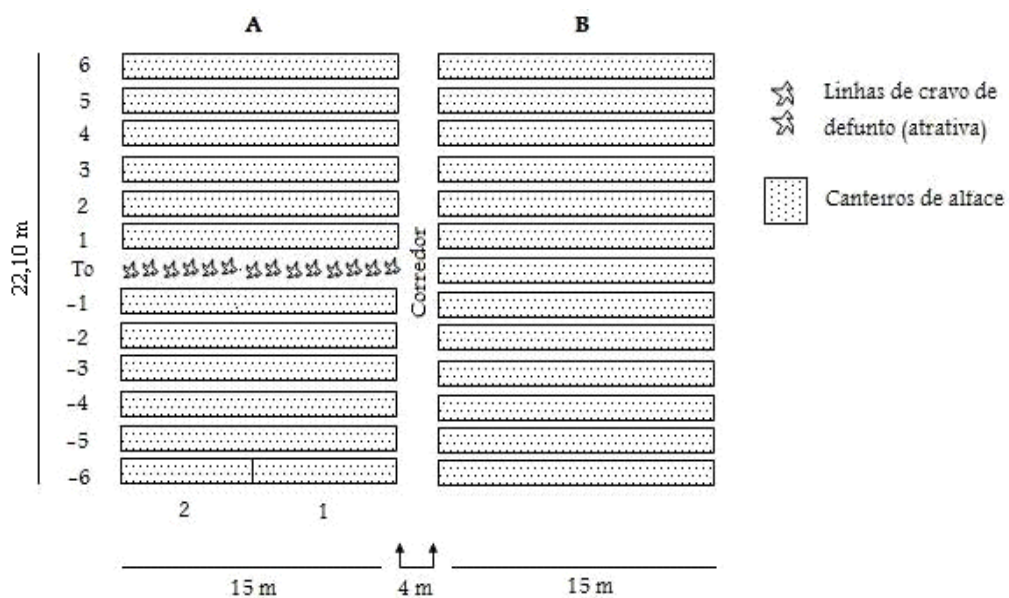 A
B
6
5
4
3
2
1
To
-1
-2
-3
-4
-5
-6
22,10 m
Corredor
2
1
15 m
4 m
15 m
Linhas de cravo de
defunto (atrativa)
Canteiros de alface